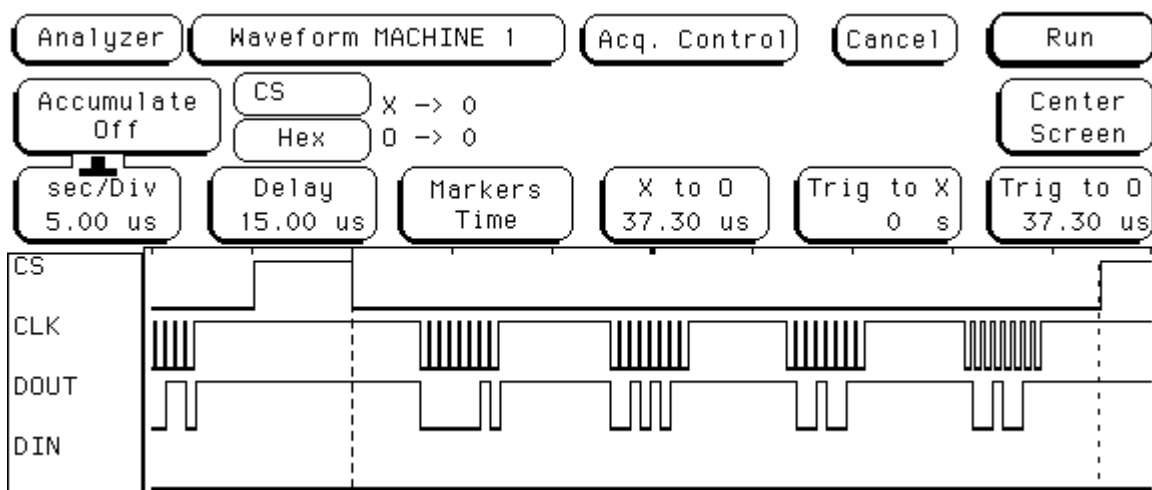 Analyzer Waveform MACHINE 1 Acq. Control Cancel Run
Accumulate Off
CS X -> 0
Hex O -> 0
Center Screen
sec/Div 5.00 us
Delay 15.00 us
Markers Time
X to O 37.30 us
Trig to X 0 s
Trig to O 37.30 us
CS
CLK
DOUT
DIN